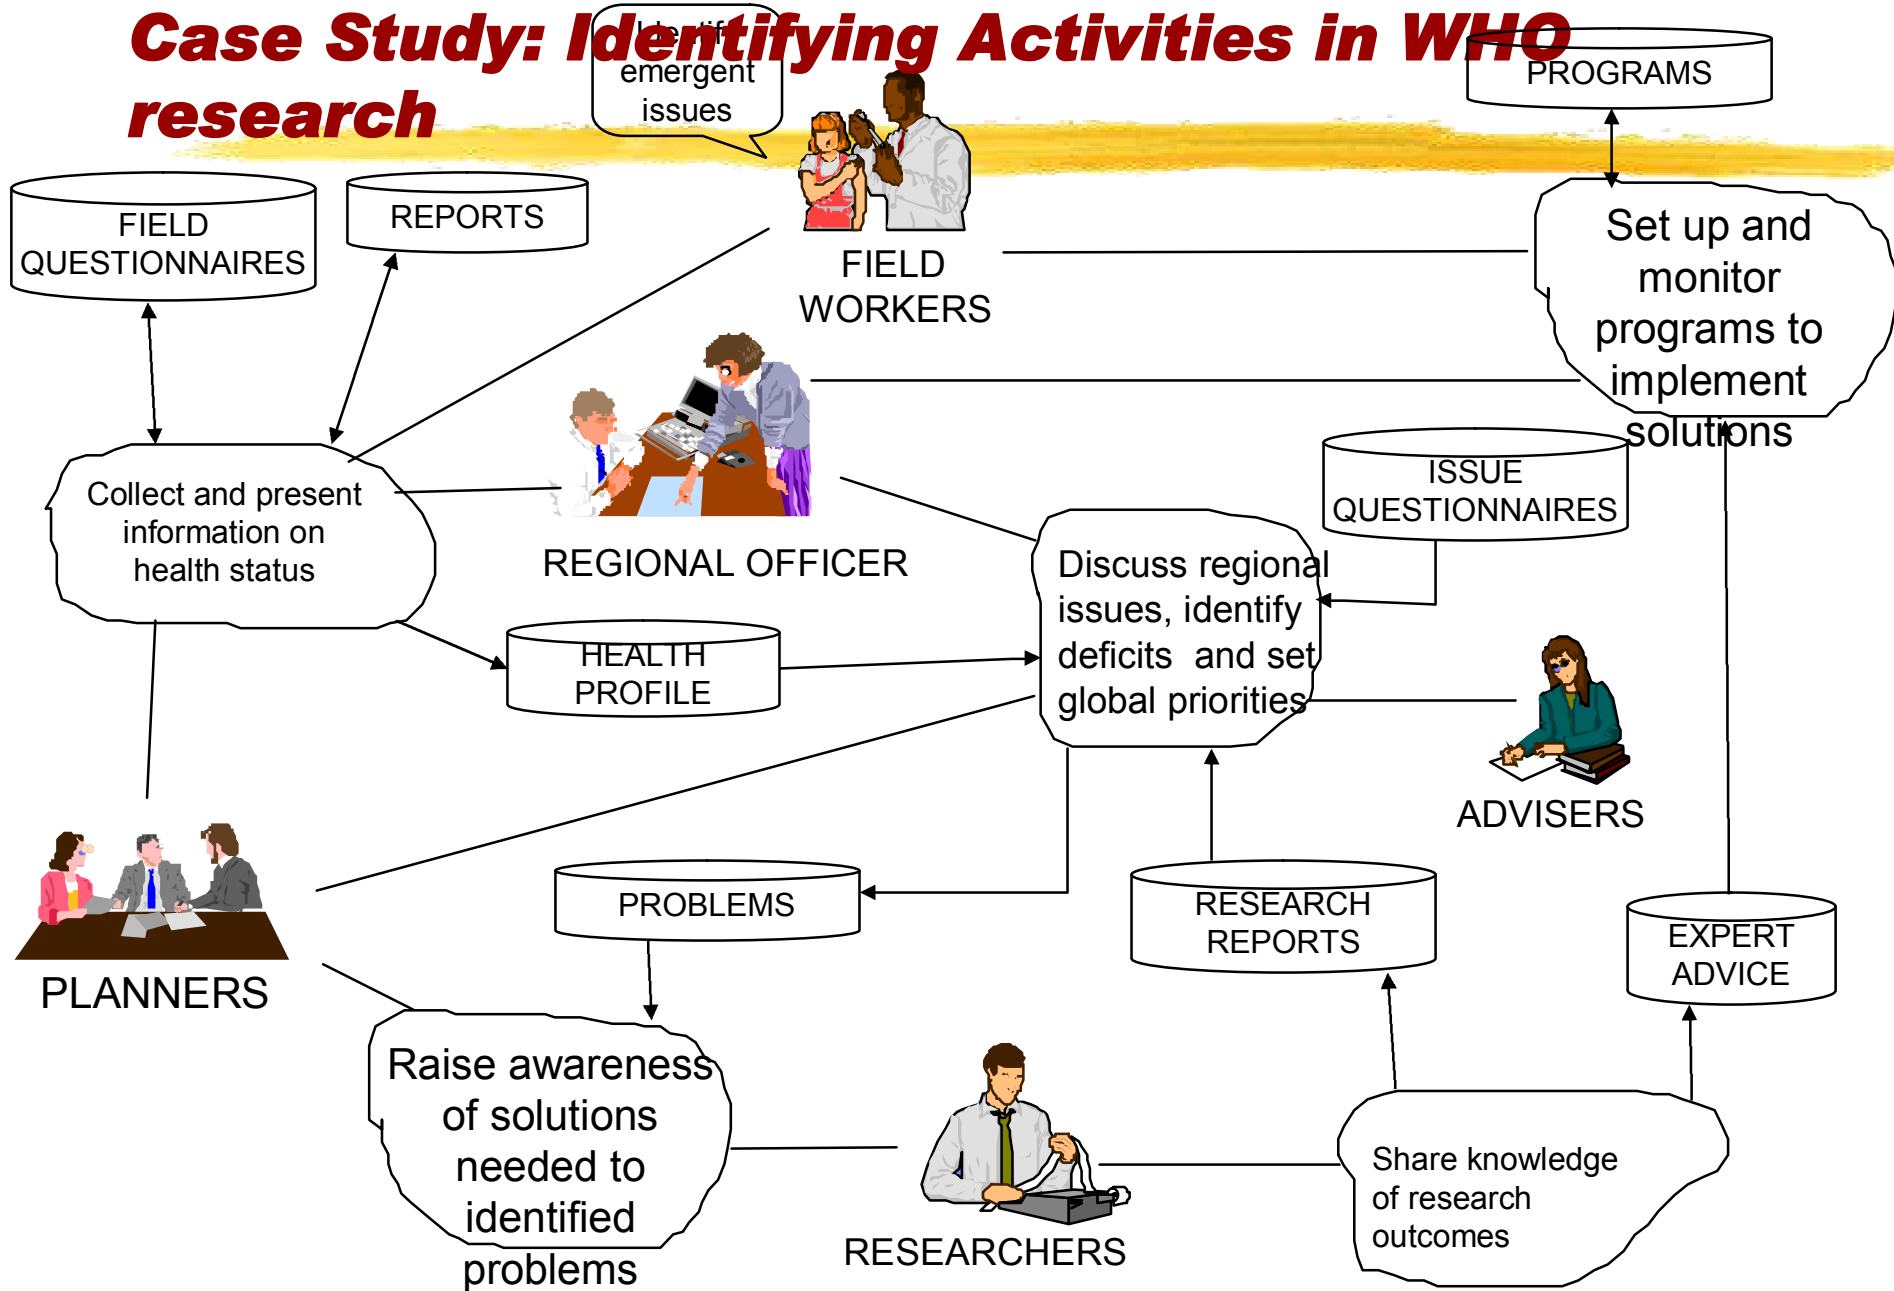 Case Study: Identifying Activities in WHO
research
Identify
emergent
issues
PROGRAMS
FIELD
QUESTIONNAIRES
REPORTS
FIELD
WORKERS
Set up and
monitor
programs to
implement
solutions
Collect and present
information on
health status
REGIONAL OFFICER
ISSUE
QUESTIONNAIRES
Discuss regional
issues, identify
deficits and set
global priorities
HEALTH
PROFILE
ADVISERS
PLANNERS
PROBLEMS
RESEARCH
REPORTS
EXPERT
ADVICE
Raise awareness
of solutions
needed to
identified
problems
RESEARCHERS
Share knowledge
of research
outcomes